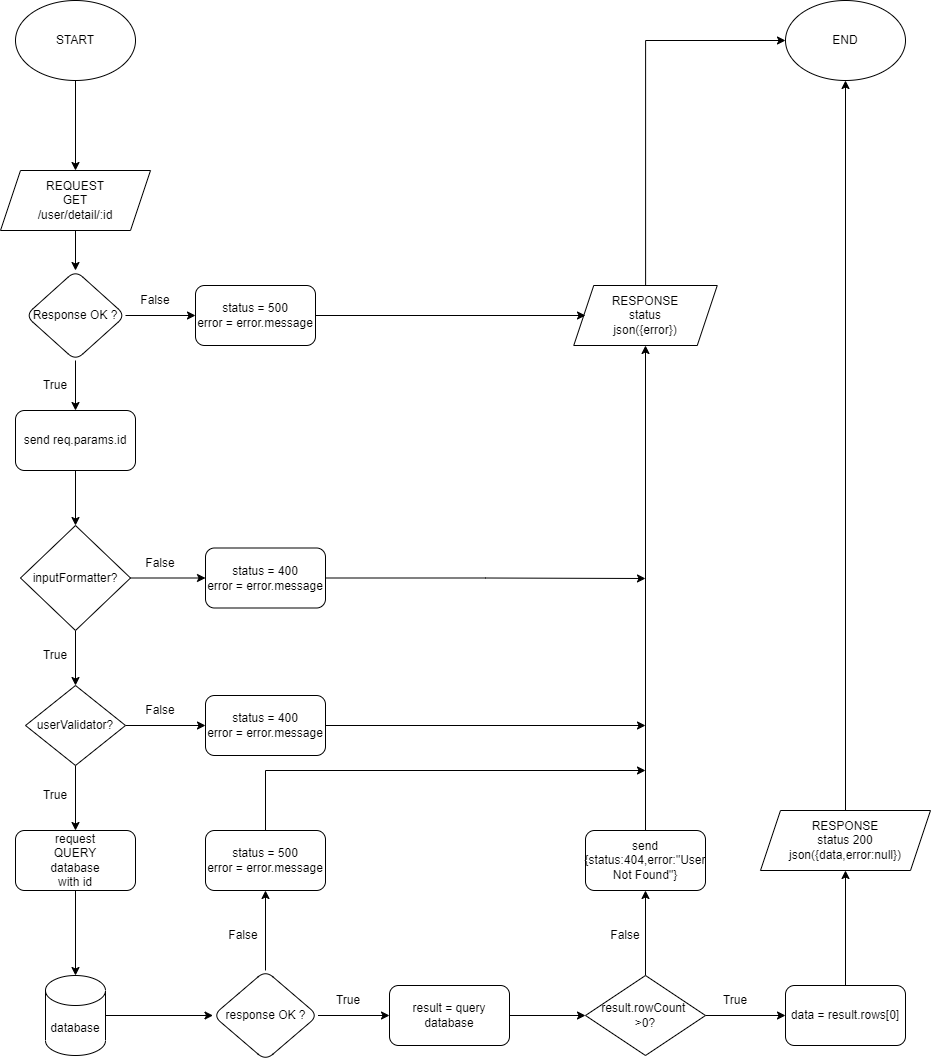 START
END
REQUEST
GET
/user/detail/:id
Response OK ?
False
status = 500
error = error.message
RESPONSE
status
json({error})
True
send req.params.id
inputFormatter?
False
status = 400
error = error.message
True
userValidator?
False
status = 400
error = error.message
True
request
QUERY
database
with id
status = 500
error = error.message
send
{status:404,error:"User
Not Found"}
RESPONSE
status 200
json({data,error:null})
False
False
database
response OK ?
True
result = query
database
result.rowCount
>0?
True
data = result.rows[0]